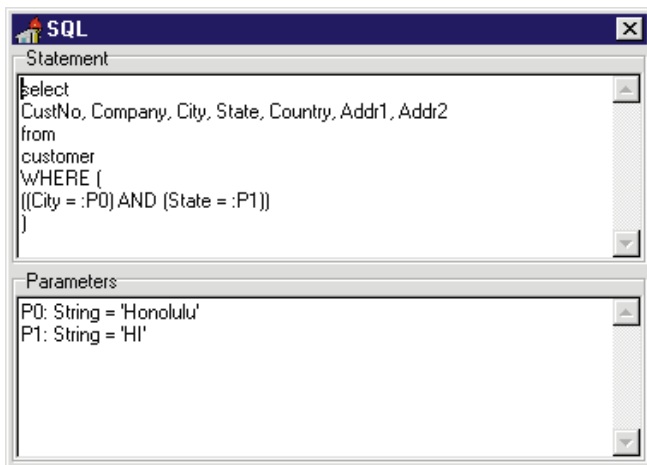 SQL
Statement
select
CustNo, Company, City, State, Country, Addr1, Addr2
from
customer
WHERE (
((City = :P0) AND (State = :P1))
)
Parameters
P0: String = 'Honolulu'
P1: String = 'HI'